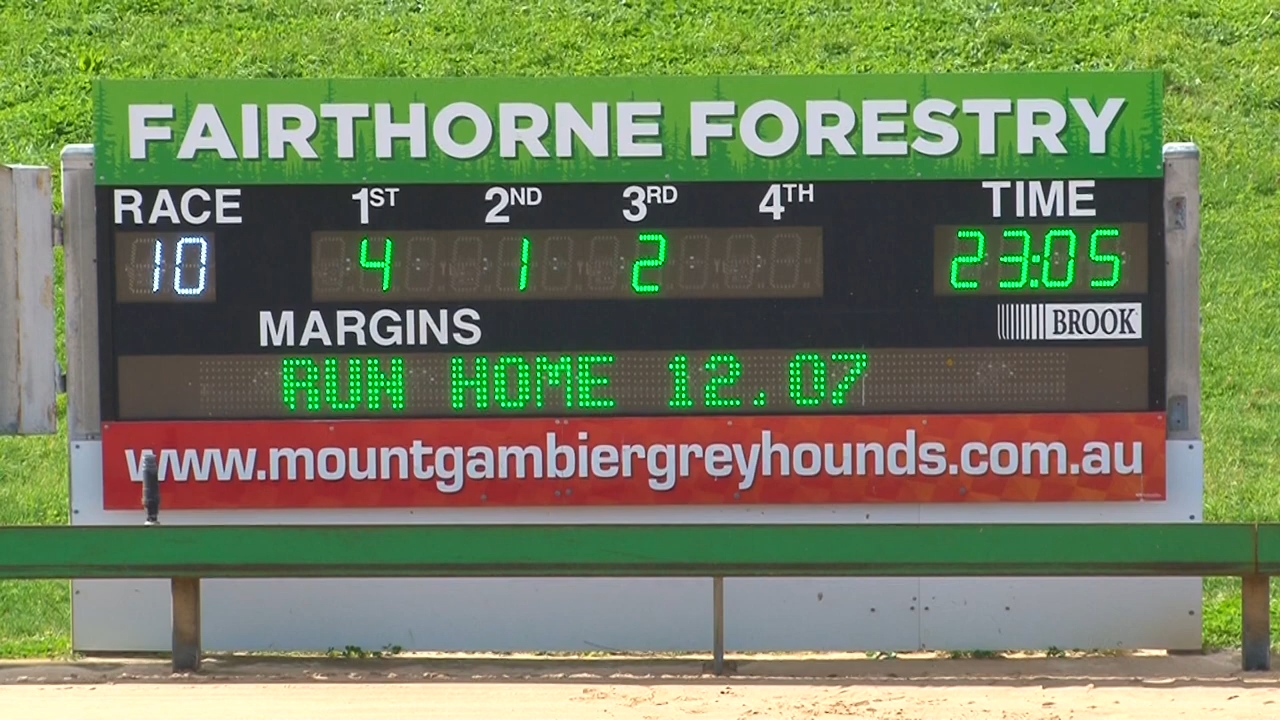 FAIRTHORNE FORESTRY
RACE 1ST 2ND 3RD 4TH TIME
10 4 1 2 23:05
MARGINS BROOK
RUN HOME 12.07
www.mountgambiergreyhounds.com.au